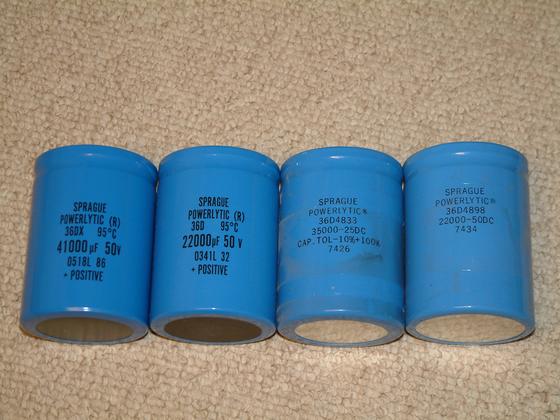 SPRAGUE
POWERLYTIC (R)
36DX 95°C
41000µF 50V
0518L 86
+ POSITIVE
SPRAGUE
POWERLYTIC (R)
36D 95°C
22000µF 50 V
0341L 32
+ POSITIVE
SPRAGUE
POWERLYTIC®
36D4833
35000-25DC
CAP.TOL-10%+100%
7426
SPRAGUE
POWERLYTIC®
36D4898
22000-50DC
7434